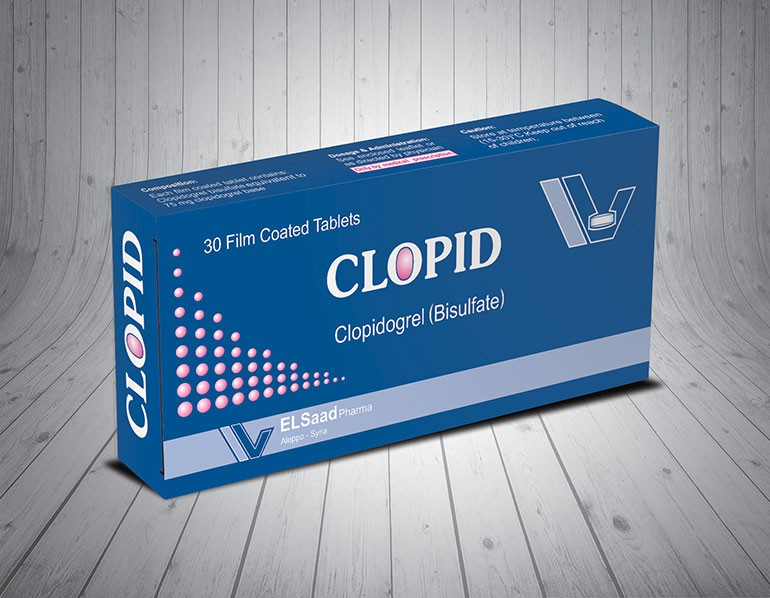 Composition:
Each film coated tablet contains:
Clopidogrel bisulfate equivalent to
75 mg clopidogrel base
Dosage & Administration:
See enclosed leaflet or
as directed by physician
Only by medical prescription
Caution:
Store at temperature between
(15-30)°C Keep out of reach
of children.
30 Film Coated Tablets
CLOPID
Clopidogrel (Bisulfate)
ELSaad Pharma
Aleppo - Syria
CLOPID